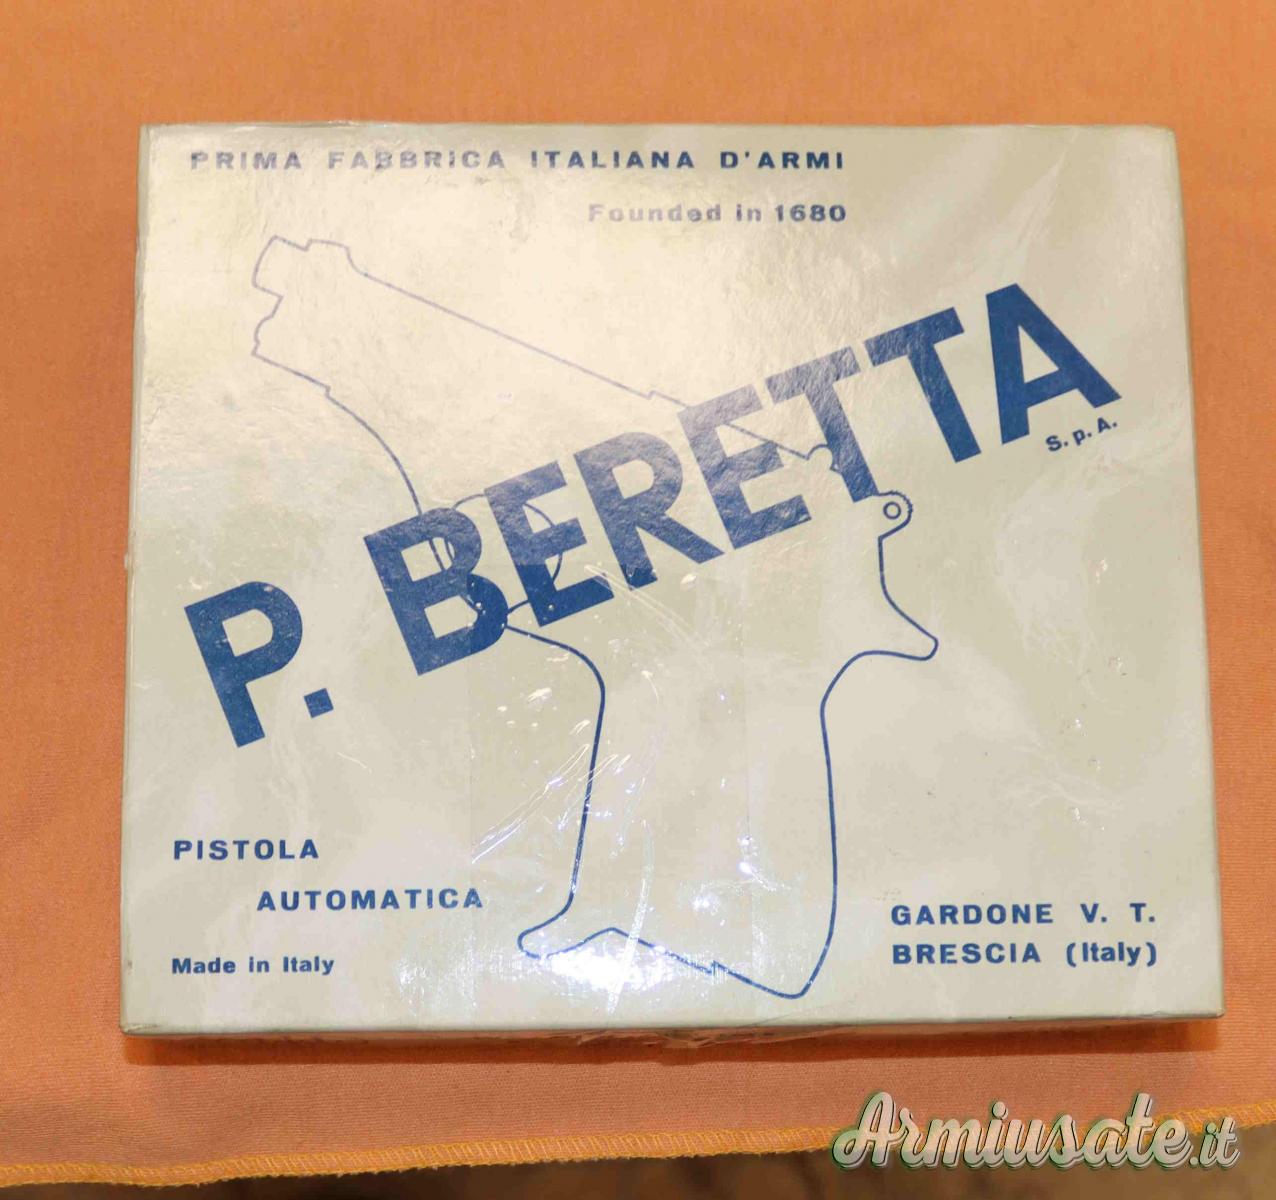 PRIMA FABBRICA ITALIANA D'ARMI
Founded in 1680
P. BERETTA
S.p.A.
PISTOLA
AUTOMATICA
Made in Italy
GARDONE V. T.
BRESCIA (Italy)
Armiusate.it